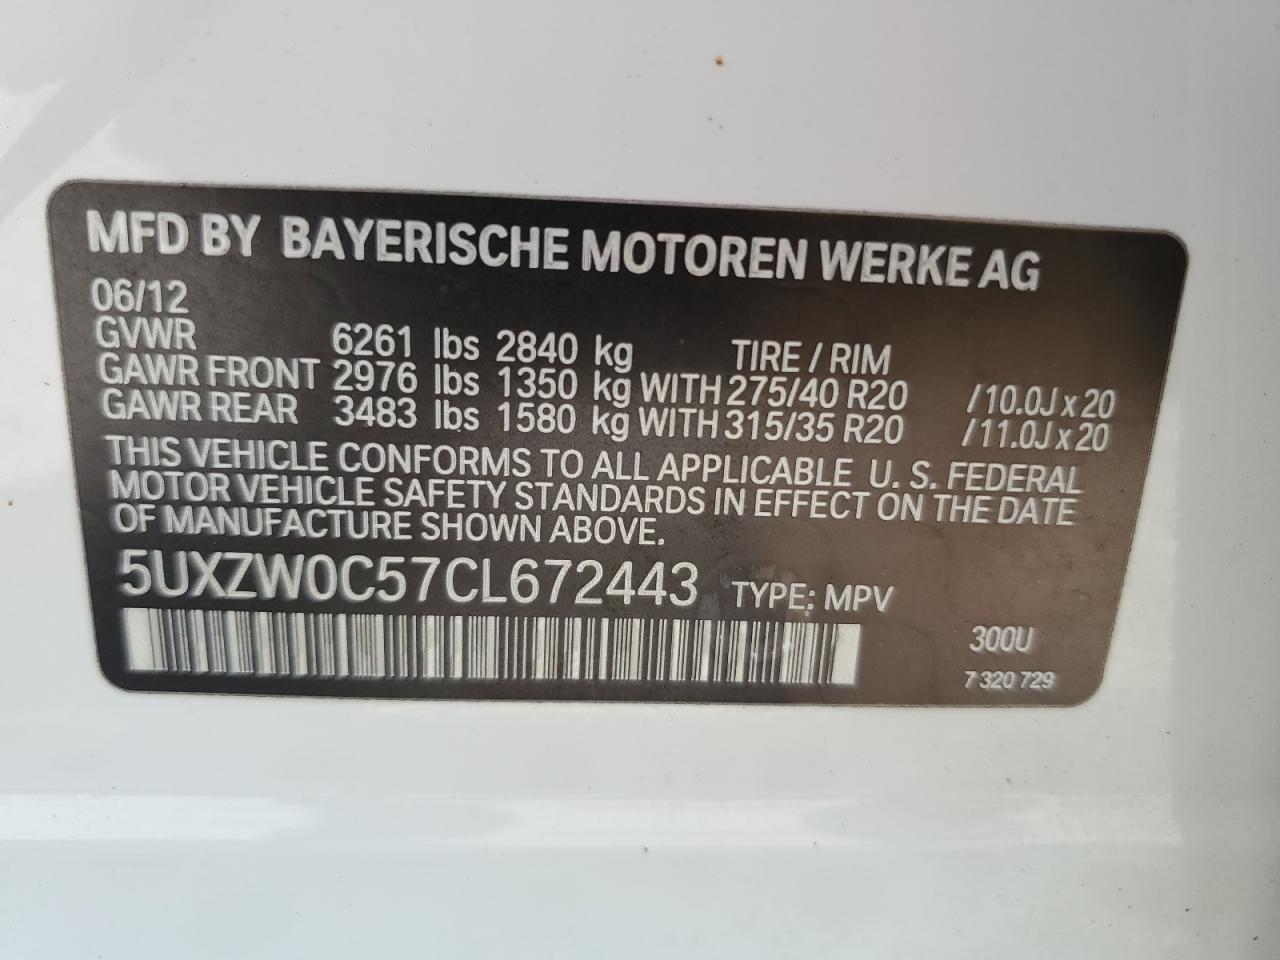 MFD BY BAYERISCHE MOTOREN WERKE AG
06/12
GVWR 6261 lbs 2840 kg TIRE / RIM
GAWR FRONT 2976 lbs 1350 kg WITH 275/40 R20 /10.0J x 20
GAWR REAR 3483 lbs 1580 kg WITH 315/35 R20 /11.0J x 20
THIS VEHICLE CONFORMS TO ALL APPLICABLE U. S. FEDERAL
MOTOR VEHICLE SAFETY STANDARDS IN EFFECT ON THE DATE
OF MANUFACTURE SHOWN ABOVE.
5UXZW0C57CL672443 TYPE: MPV
300U
7 320 729